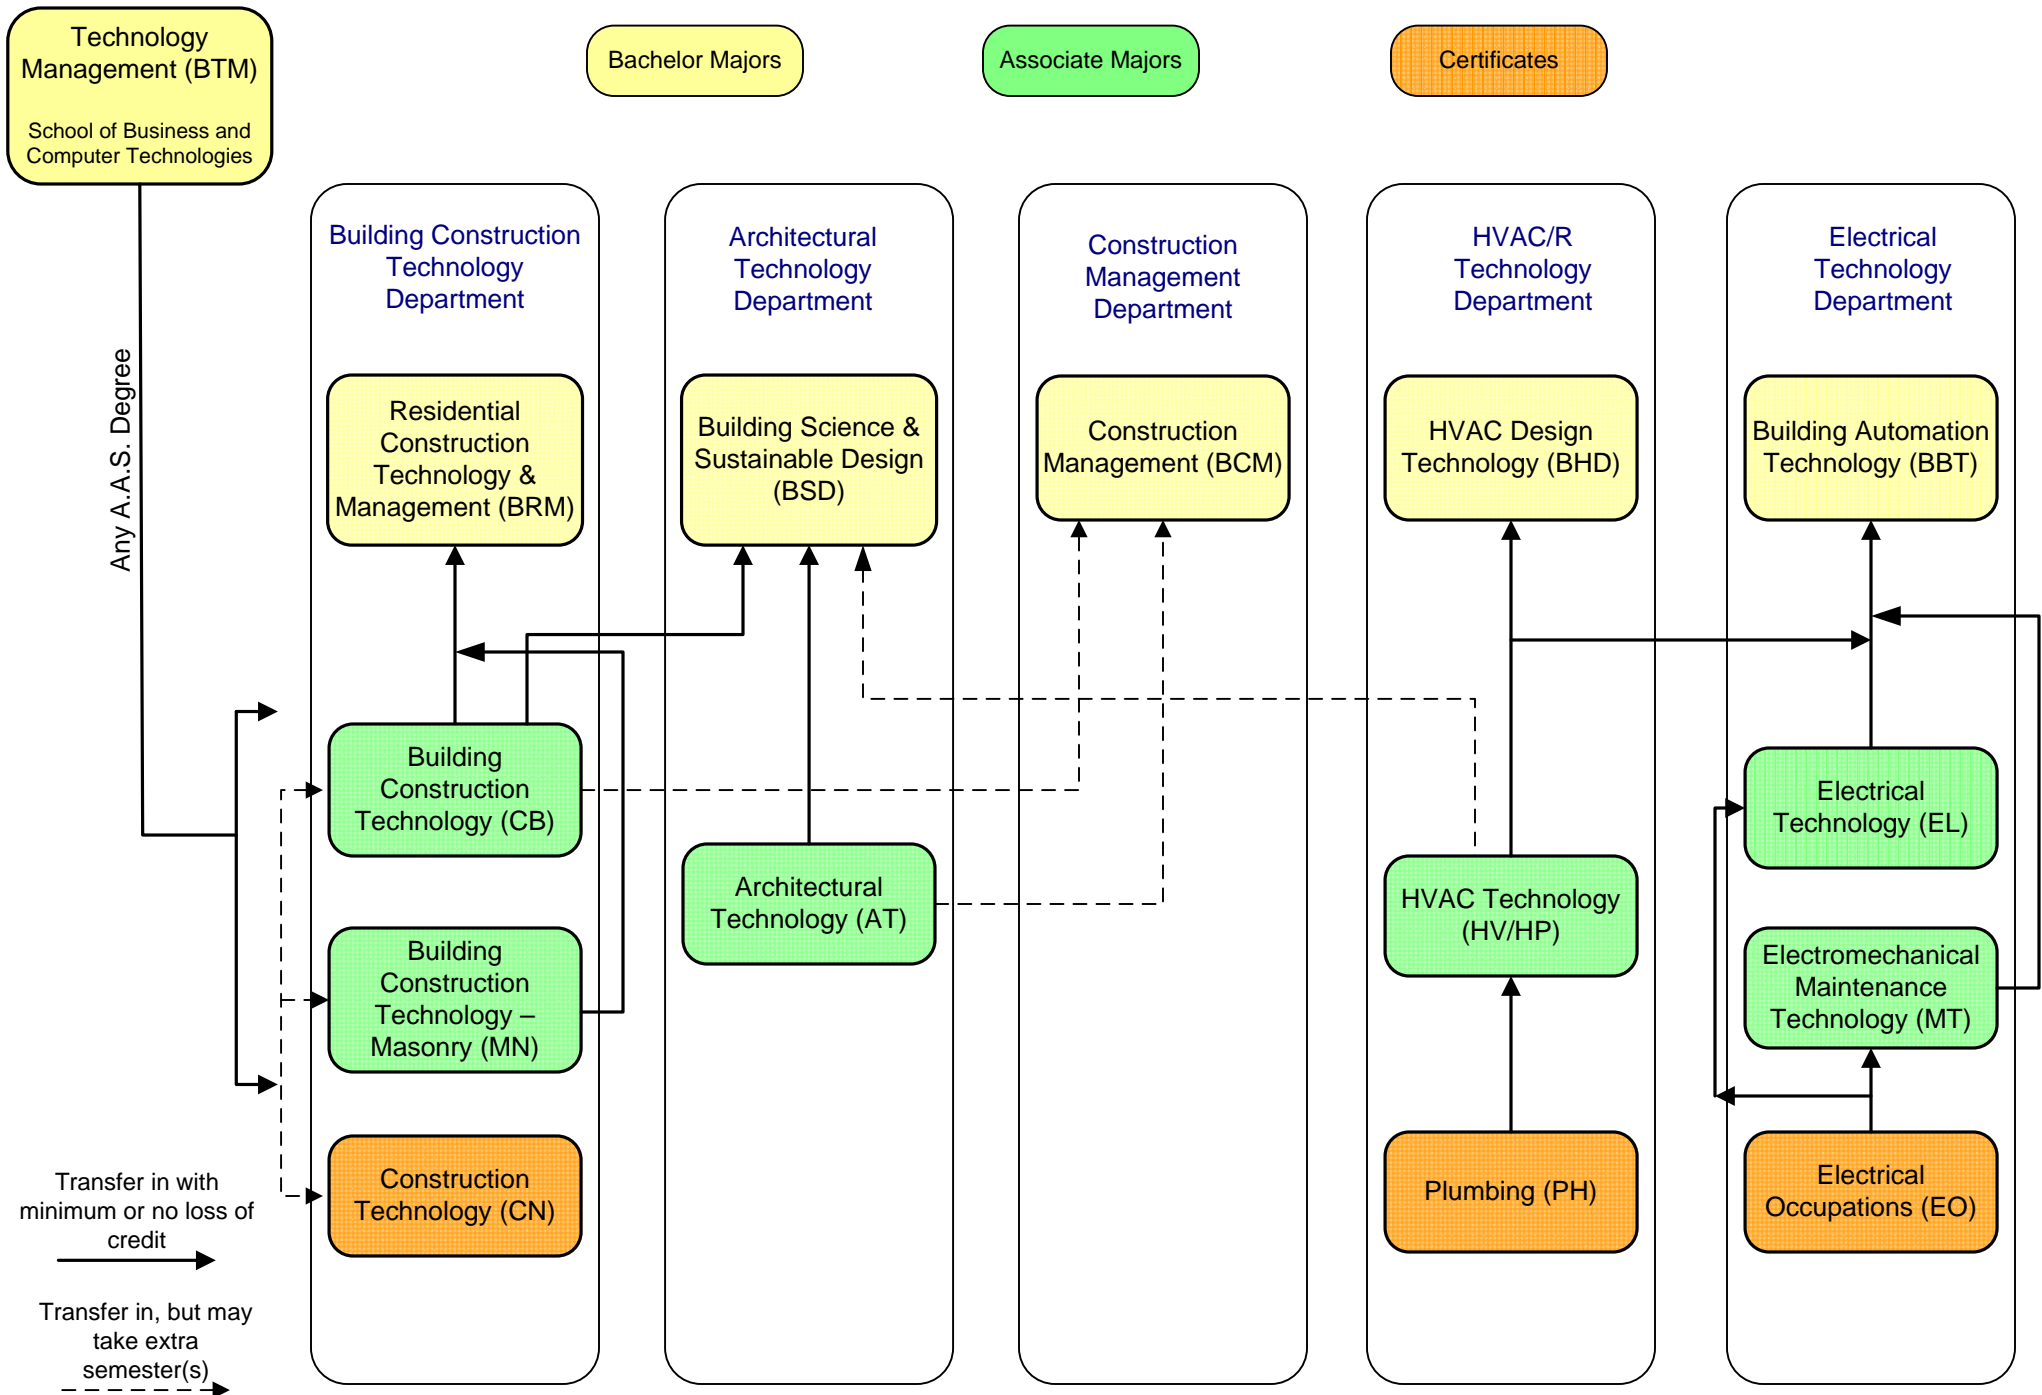 Technology
Management (BTM)
School of Business and
Computer Technologies
Bachelor Majors
Associate Majors
Certificates
Any A.A.S. Degree
Building Construction
Technology
Department
Residential
Construction
Technology &
Management (BRM)
Building
Construction
Technology (CB)
Building
Construction
Technology –
Masonry (MN)
Construction
Technology (CN)
Architectural
Technology
Department
Building Science &
Sustainable Design
(BSD)
Architectural
Technology (AT)
Construction
Management
Department
Construction
Management (BCM)
HVAC/R
Technology
Department
HVAC Design
Technology (BHD)
HVAC Technology
(HV/HP)
Plumbing (PH)
Electrical
Technology
Department
Building Automation
Technology (BBT)
Electrical
Technology (EL)
Electromechanical
Maintenance
Technology (MT)
Electrical
Occupations (EO)
Transfer in with
minimum or no loss of
credit
Transfer in, but may
take extra
semester(s)